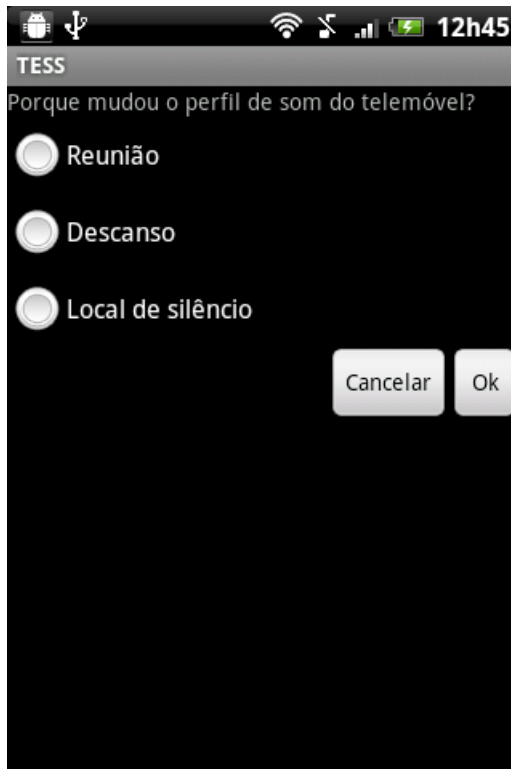 12h45
TESS
Porque mudou o perfil de som do telemóvel?
Reunião
Descanso
Local de silêncio
Cancelar Ok